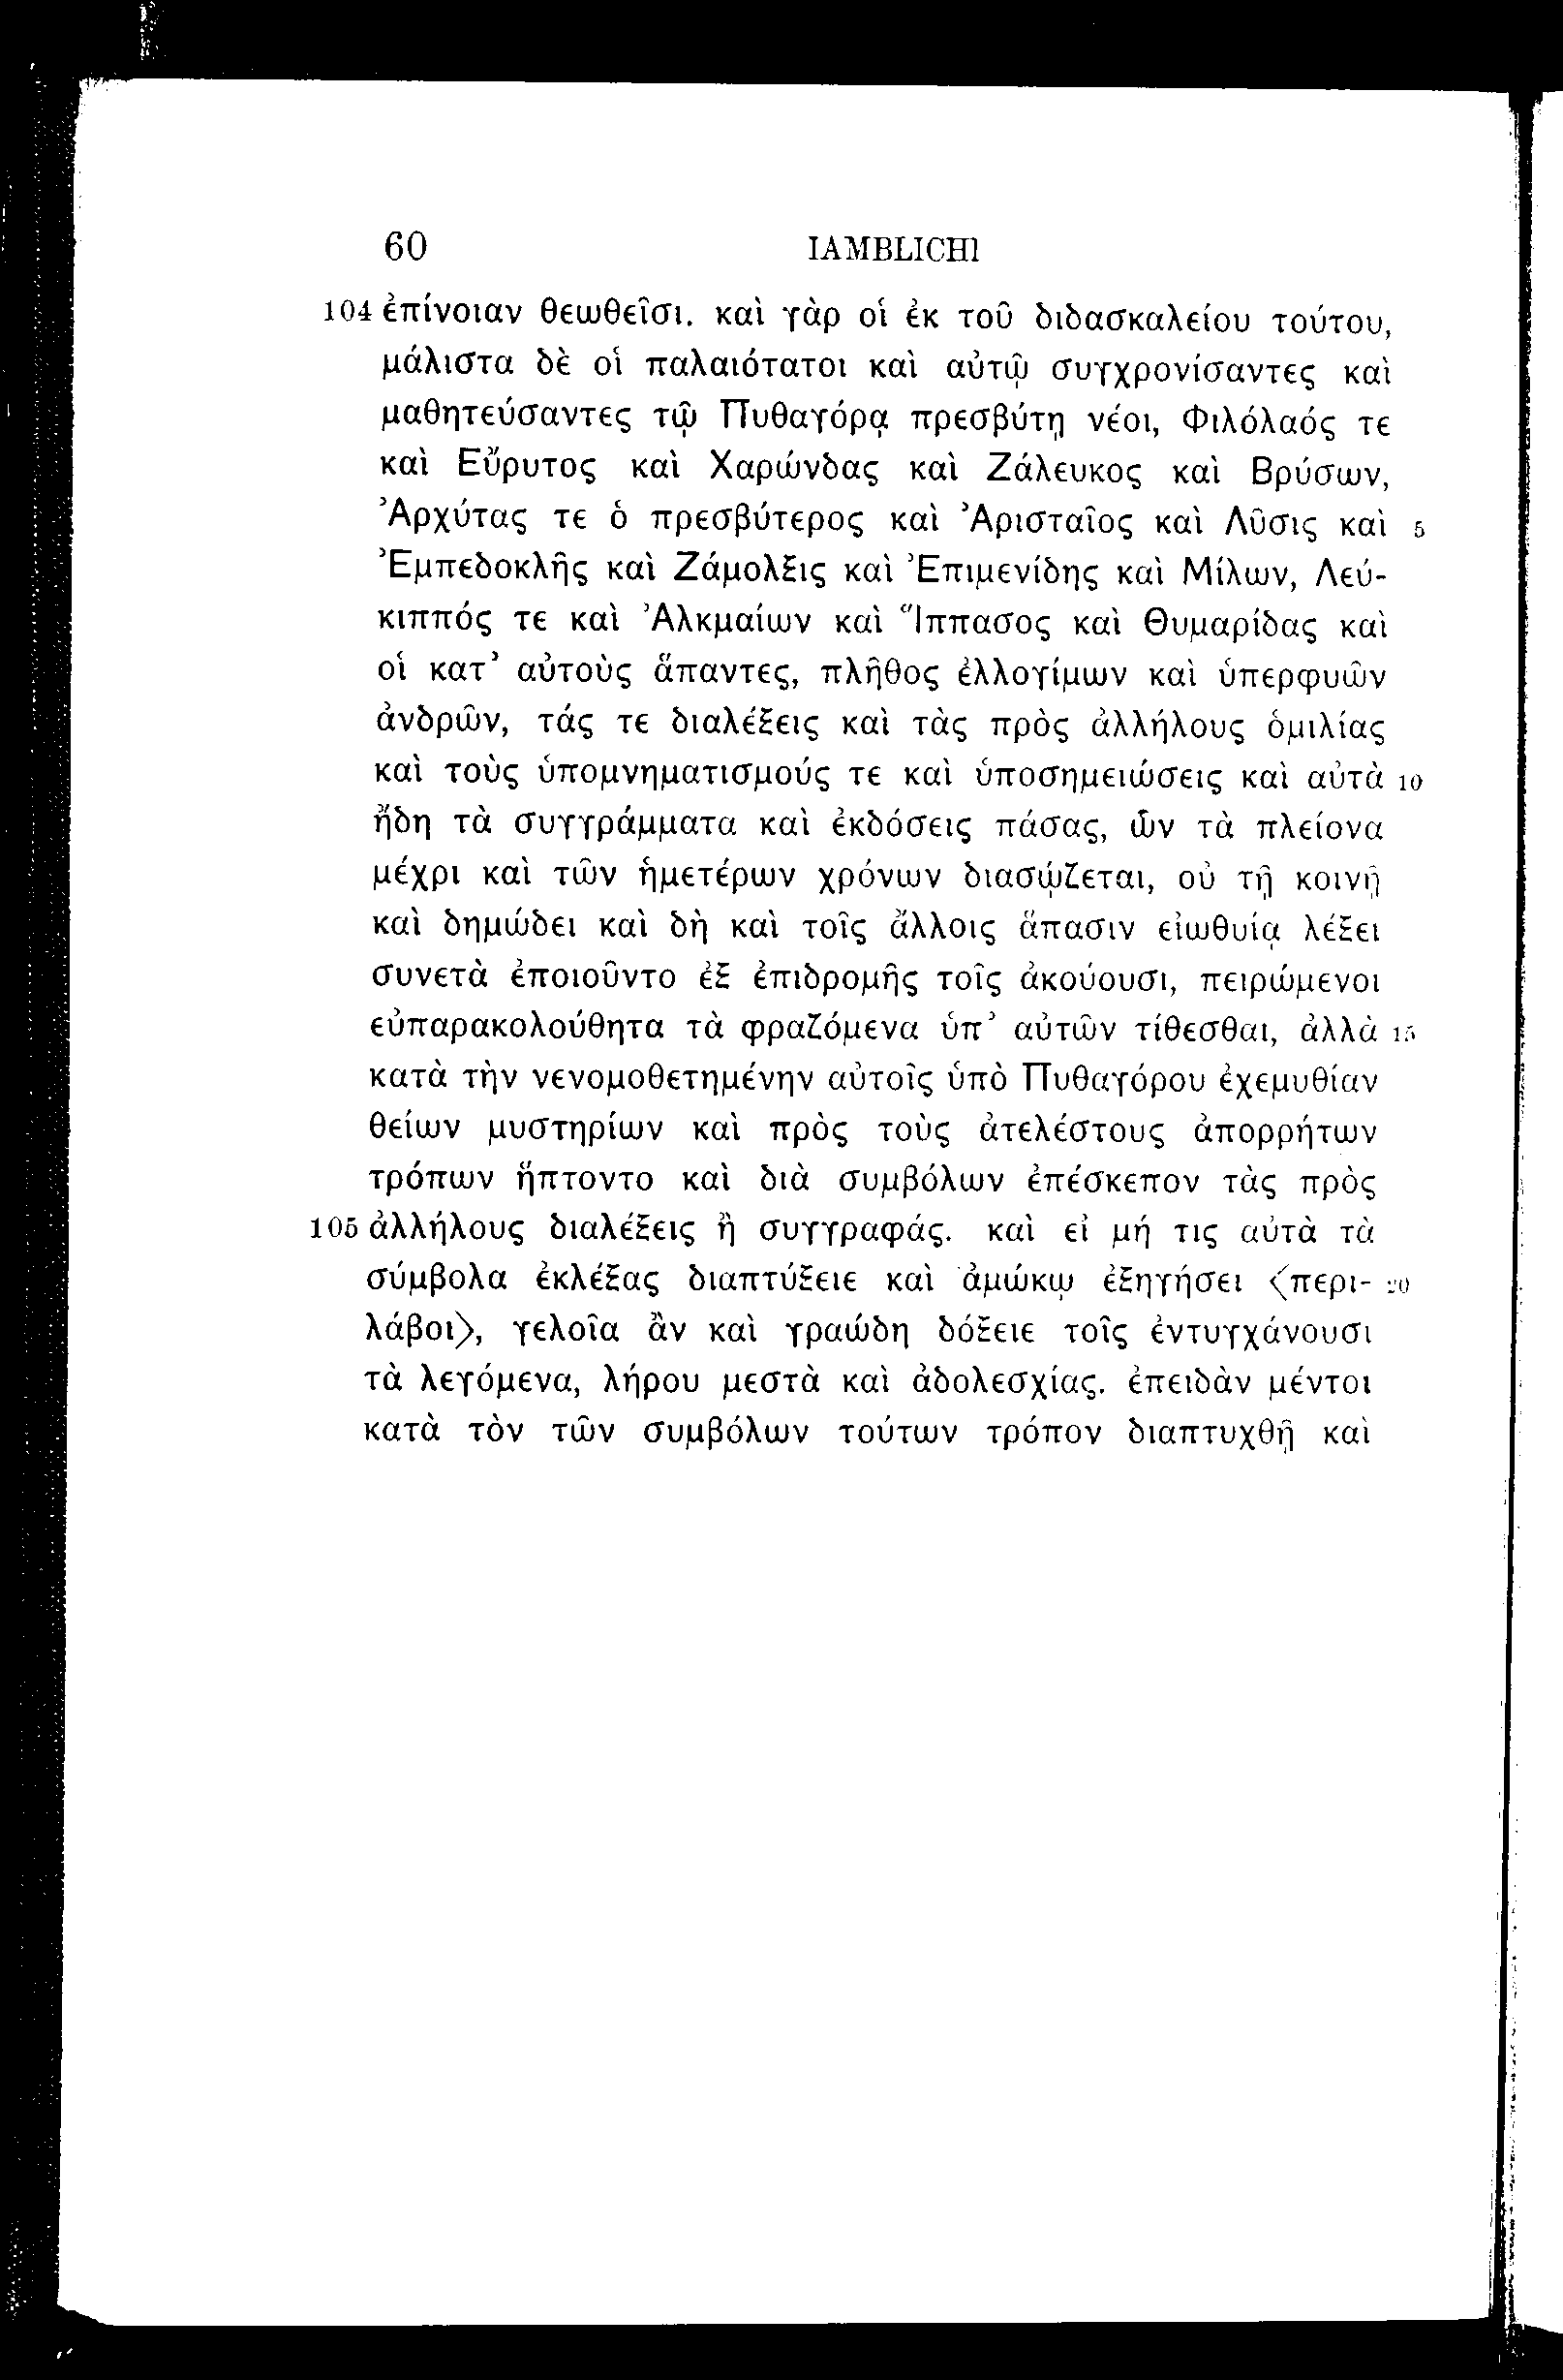 60 IAMBLICHI
104 ἐπίνοιαν θεωθεῖσι. καὶ γὰρ οἱ ἐκ τοῦ διδασκαλείου τούτου,
μάλιστα δὲ οἱ παλαιότατοι καὶ αὐτῷ συγχρονίσαντες καὶ
μαθητεύσαντες τῷ Πυθαγόρᾳ πρεσβύτῃ νέοι, Φιλόλαός τε
καὶ Εὔρυτος καὶ Χαρώνδας καὶ Ζάλευκος καὶ Βρύσων,
Ἀρχύτας τε ὁ πρεσβύτερος καὶ Ἀρισταῖος καὶ Λῦσις καὶ 5
Ἐμπεδοκλῆς καὶ Ζάμολξις καὶ Ἐπιμενίδης καὶ Μίλων, Λεύ-
κιππός τε καὶ Ἀλκμαίων καὶ Ἵππασος καὶ Θυμαρίδας καὶ
οἱ κατ’ αὐτοὺς ἅπαντες, πλῆθος ἐλλογίμων καὶ ὑπερφυῶν
ἀνδρῶν, τάς τε διαλέξεις καὶ τὰς πρὸς ἀλλήλους ὁμιλίας
καὶ τοὺς ὑπομνηματισμούς τε καὶ ὑποσημειώσεις καὶ αὐτὰ 10
ἤδη τὰ συγγράμματα καὶ ἐκδόσεις πάσας, ὧν τὰ πλείονα
μέχρι καὶ τῶν ἡμετέρων χρόνων διασῴζεται, οὐ τῇ κοινῇ
καὶ δημώδει καὶ δὴ καὶ τοῖς ἄλλοις ἅπασιν εἰωθυίᾳ λέξει
συνετὰ ἐποιοῦντο ἐξ ἐπιδρομῆς τοῖς ἀκούουσι, πειρώμενοι
εὐπαρακολούθητα τὰ φραζόμενα ὑπ’ αὐτῶν τίθεσθαι, ἀλλὰ 15
κατὰ τὴν νενομοθετημένην αὐτοῖς ὑπὸ Πυθαγόρου ἐχεμυθίαν
θείων μυστηρίων καὶ πρὸς τοὺς ἀτελέστους ἀπορρήτων
τρόπων ἥπτοντο καὶ διὰ συμβόλων ἐπέσκεπον τὰς πρὸς
105 ἀλλήλους διαλέξεις ἢ συγγραφάς. καὶ εἰ μή τις αὐτὰ τὰ
σύμβολα ἐκλέξας διαπτύξειε καὶ ἀμώκῳ ἐξηγήσει ⟨περι- 20
λάβοι⟩, γελοῖα ἂν καὶ γραώδη δόξειε τοῖς ἐντυγχάνουσι
τὰ λεγόμενα, λήρου μεστὰ καὶ ἀδολεσχίας. ἐπειδὰν μέντοι
κατὰ τὸν τῶν συμβόλων τούτων τρόπον διαπτυχθῇ καὶ